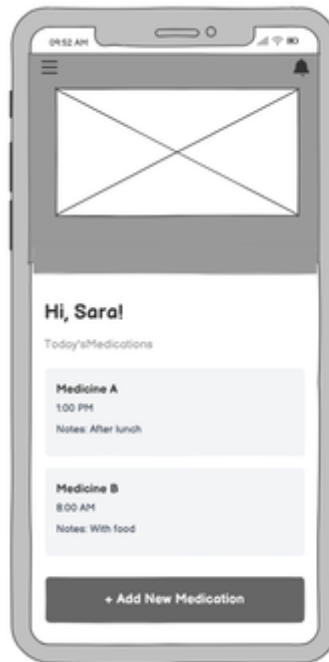 09:52 AM
Hi, Sara!
Today'sMedications
Medicine A
1:00 PM
Notes: After lunch
Medicine B
8:00 AM
Notes: With food
+ Add New Medication